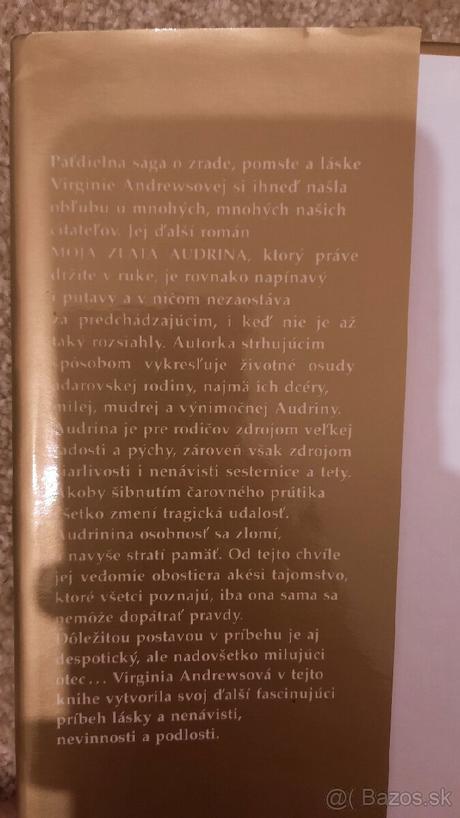 Päťdielna sága o zrade, pomste a láske
Virginie Andrewsovej si ihneď našla
obľubu u mnohých, mnohých našich
čitateľov. Jej ďalší román
MOJA ZLATÁ AUDRINA, ktorý práve
držíte v ruke, je rovnako napínavý
i pútavý a v ničom nezaostáva
za predchádzajúcim, i keď nie je až
taký rozsiahly. Autorka strhujúcim
spôsobom vykresľuje životné osudy
adarovskej rodiny, najmä ich dcéry,
milej, múdrej a výnimočnej Audriny.
Audrina je pre rodičov zdrojom veľkej
radosti a pýchy, zároveň však zdrojom
žiarlivosti i nenávisti sesternice a tety.
Akoby šibnutím čarovného prútika
všetko zmení tragická udalosť.
Audrinina osobnosť sa zlomí,
a navyše stratí pamäť. Od tejto chvíle
jej vedomie obostiera akési tajomstvo,
ktoré všetci poznajú, iba ona sama sa
nemôže dopátrať pravdy.
Dôležitou postavou v príbehu je aj
despotický, ale nadovšetko milujúci
otec... Virginia Andrewsová v tejto
knihe vytvorila svoj ďalší fascinujúci
príbeh lásky a nenávisti,
nevinnosti a podlosti.
@( Bazos.sk